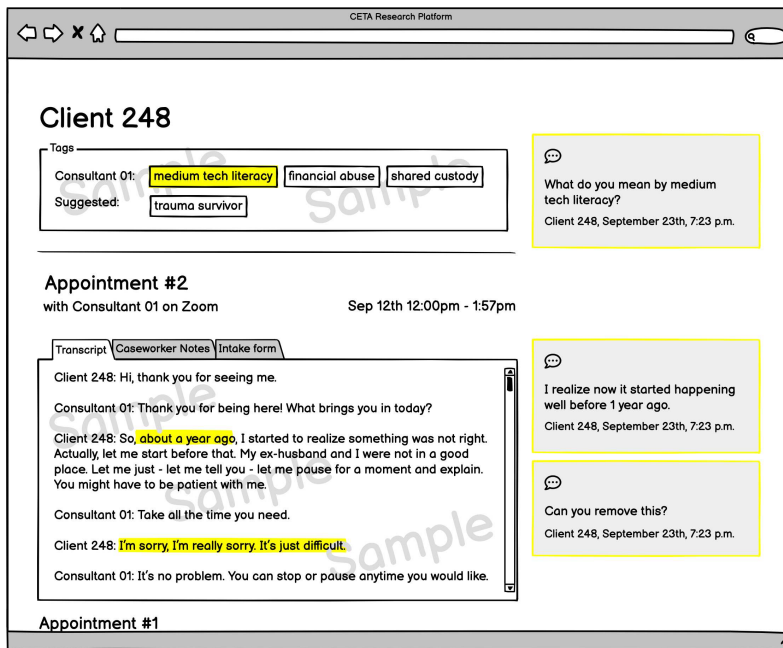 CETA Research Platform
Client 248
Tags
Consultant 01: medium tech literacy financial abuse shared custody
Suggested: trauma survivor
Sample
Sample
What do you mean by medium
tech literacy?
Client 248, September 23th, 7:23 p.m.
Appointment #2
with Consultant 01 on Zoom Sep 12th 12:00pm - 1:57pm
Transcript Caseworker Notes Intake form
Client 248: Hi, thank you for seeing me.
Consultant 01: Thank you for being here! What brings you in today?
Client 248: So, about a year ago, I started to realize something was not right.
Actually, let me start before that. My ex-husband and I were not in a good
place. Let me just - let me tell you - let me pause for a moment and explain.
You might have to be patient with me.
Consultant 01: Take all the time you need.
Client 248: I'm sorry, I'm really sorry. It's just difficult.
Consultant 01: It's no problem. You can stop or pause anytime you would like.
Sample
Sample
Sample
I realize now it started happening
well before 1 year ago.
Client 248, September 23th, 7:23 p.m.
Can you remove this?
Client 248, September 23th, 7:23 p.m.
Appointment #1